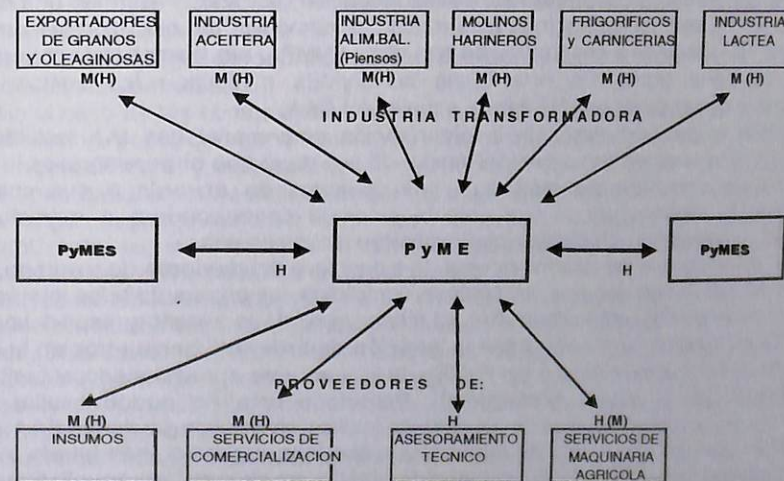 EXPORTADORES
DE GRANOS
Y OLEAGINOSAS
M (H)
INDUSTRIA
ACEITERA
M (H)
INDUSTRIA
ALIM.BAL.
(Piensos)
M(H)
MOLINOS
HARINEROS
M (H)
FRIGORIFICOS
y CARNICERIAS
M (H)
INDUSTRIA
LACTEA
M (H)
INDUSTRIA TRANSFORMADORA
PyMES
H
PyME
H
PyMES
PROVEEDORES DE:
M (H)
INSUMOS
M (H)
SERVICIOS DE
COMERCIALIZACION
H
ASESORAMIENTO
TECNICO
H (M)
SERVICIOS DE
MAQUINARIA
AGRICOLA